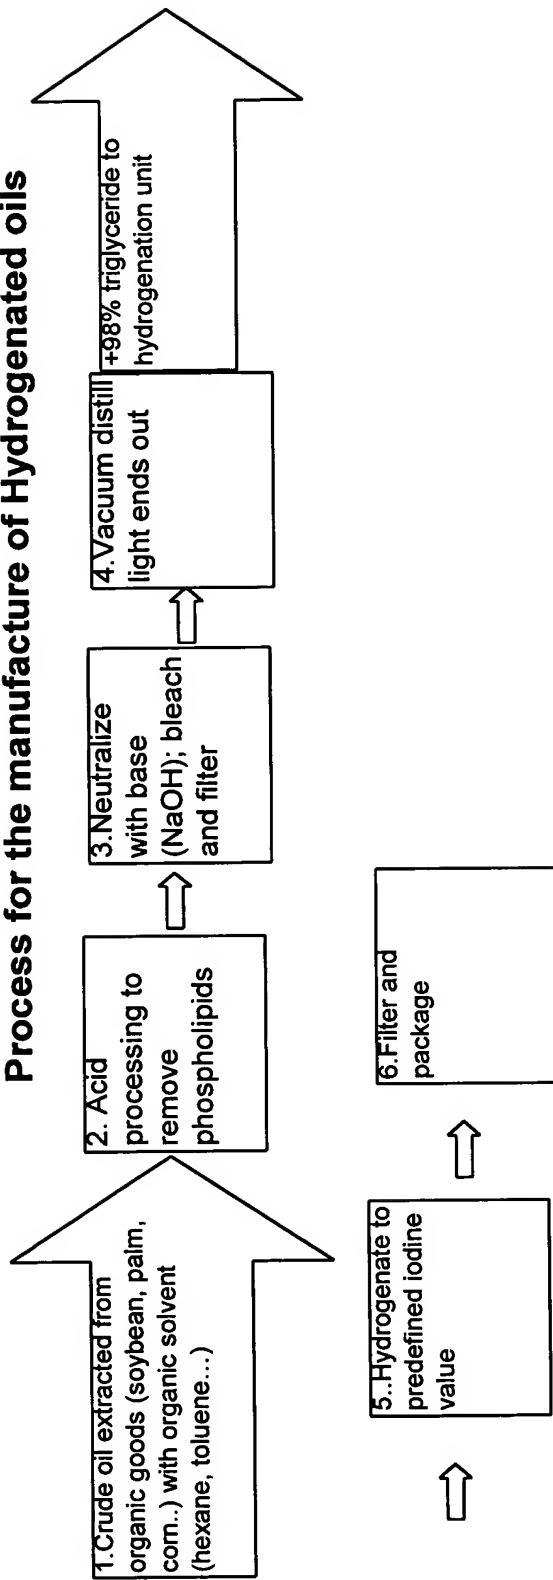 Process for the manufacture of Hydrogenated oils
1.Crude oil extracted from
organic goods (soybean, palm,
corn..) with organic solvent
(hexane, toluene...)
2. Acid
processing to
remove
phospholipids
3.Neutralize
with base
(NaOH); bleach
and filter
4.Vacuum distill
light ends out
+98% triglyceride to
hydrogenation unit
5..Hydrogenate to
predefined iodine
value
6.Filter and
package